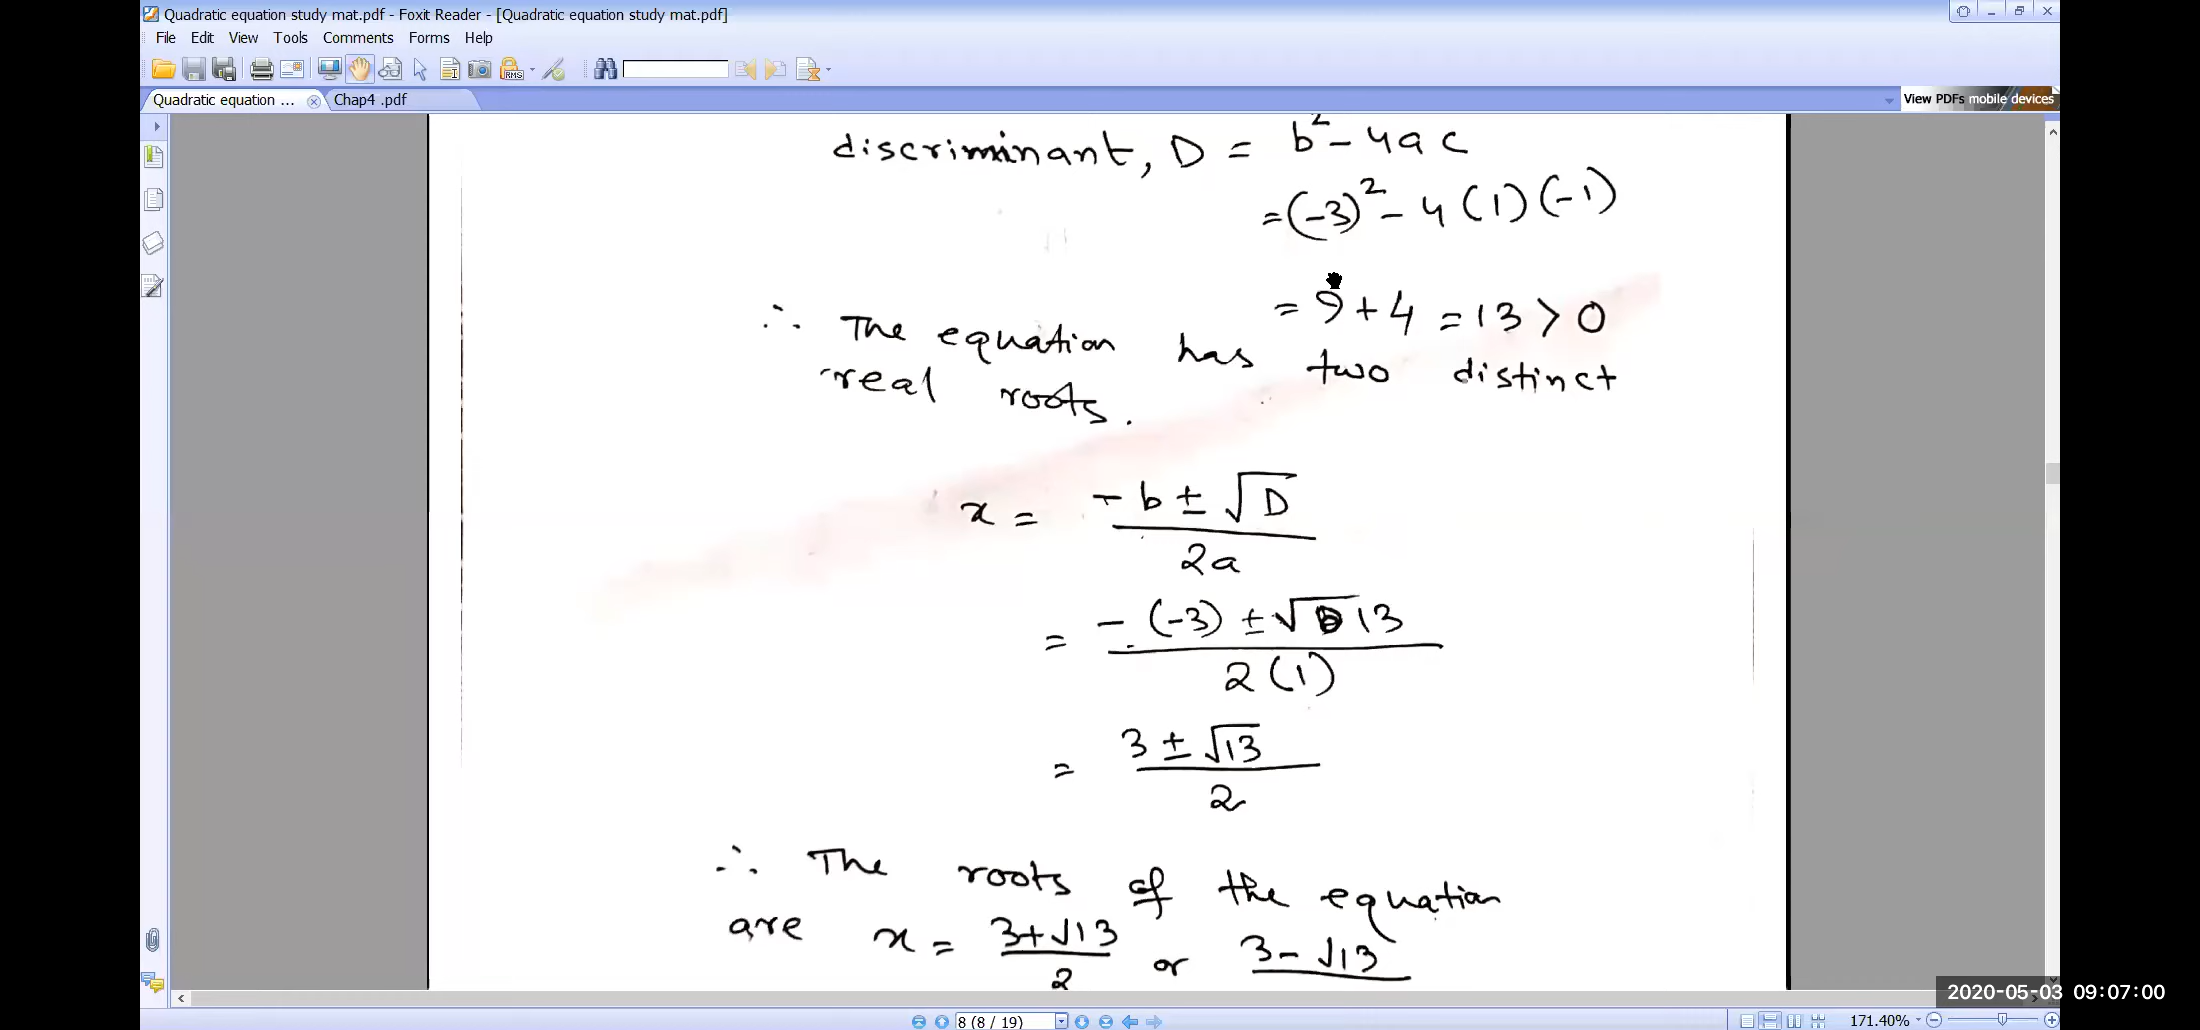 Quadratic equation study mat.pdf - Foxit Reader - [Quadratic equation study mat.pdf]
File Edit View Tools Comments Forms Help
RMS
Quadratic equation ... Chap4 .pdf
View PDFs mobile devices
discriminant, D = b² - 4ac
= (-3)² - 4 (1) (-1)
= 9 + 4 = 13 > 0
∴ The equation has two distinct
real roots.
x = -b ± √D / 2a
= -(-3) ± √13 / 2(1)
= 3 ± √13 / 2
∴ The roots of the equation
are x = 3+√13 / 2 or 3-√13
2020-05-03 09:07:00
8 (8 / 19)
171.40%